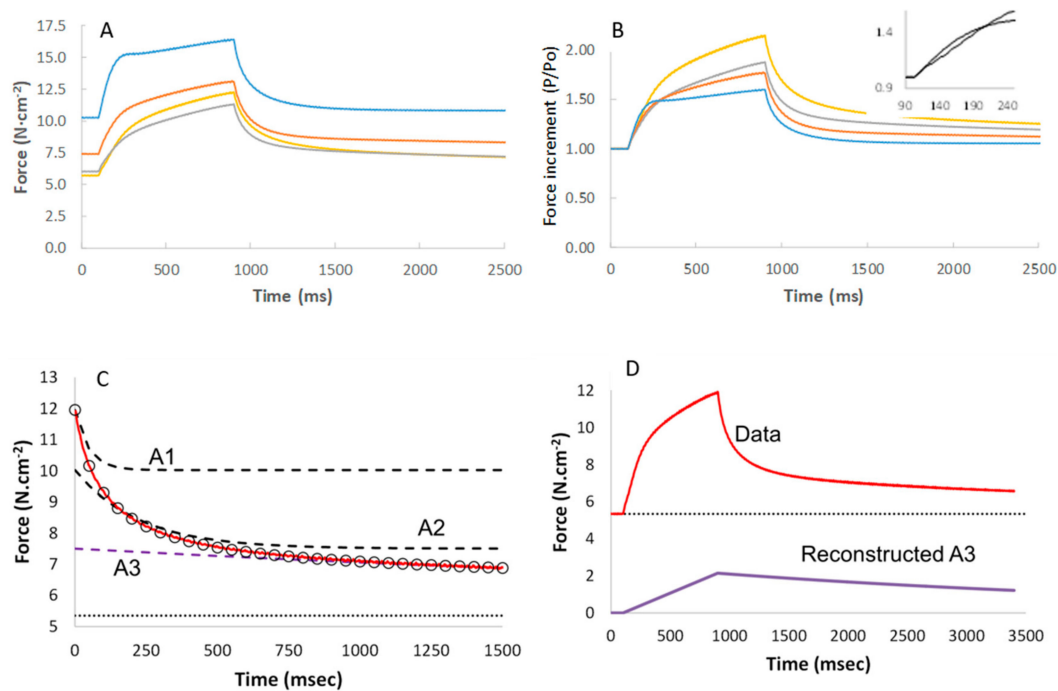 A
Force (N·cm⁻²)
17.5
15.0
12.5
10.0
7.5
5.0
2.5
0.0
0 500 1000 1500 2000 2500
Time (ms)
B
Force increment (P/Po)
2.00
1.50
1.00
0.50
0.00
0 500 1000 1500 2000 2500
Time (ms)
1.4
0.9
90 140 190 240
C
Force (N.cm⁻²)
13
12
11
10
9
8
7
6
5
A1
A2
A3
0 250 500 750 1000 1250 1500
Time (msec)
D
Force (N.cm⁻²)
12
10
8
6
4
2
0
Data
Reconstructed A3
0 500 1000 1500 2000 2500 3000 3500
Time (msec)